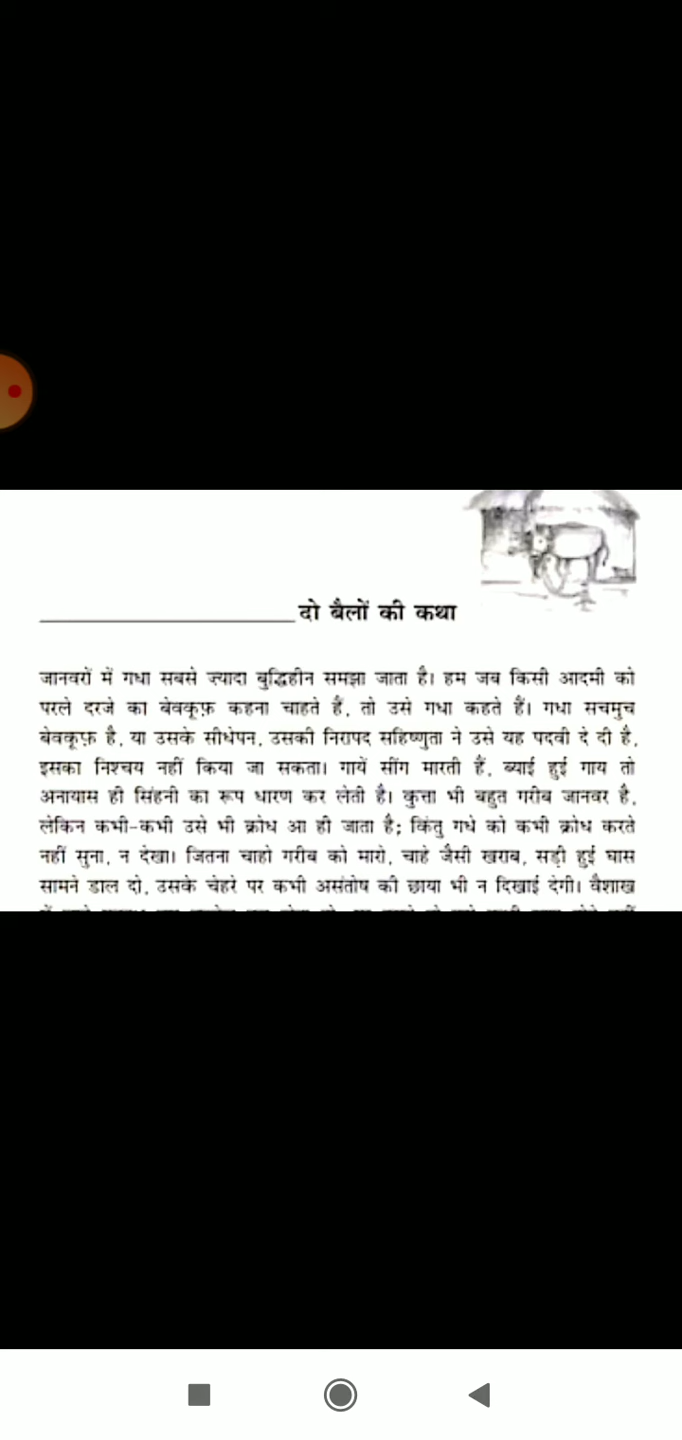 दो बैलों की कथा
जानवरों में गधा सबसे ज़्यादा बुद्धिहीन समझा जाता है। हम जब किसी आदमी को
परले दरजे का बेवकूफ़ कहना चाहते हैं, तो उसे गधा कहते हैं। गधा सचमुच
बेवकूफ़ है, या उसके सीधेपन, उसकी निरापद सहिष्णुता ने उसे यह पदवी दे दी है,
इसका निश्चय नहीं किया जा सकता। गायें सींग मारती हैं, ब्याई हुई गाय तो
अनायास ही सिंहनी का रूप धारण कर लेती है। कुत्ता भी बहुत गरीब जानवर है,
लेकिन कभी-कभी उसे भी क्रोध आ ही जाता है; किंतु गधे को कभी क्रोध करते
नहीं सुना, न देखा। जितना चाहो गरीब को मारो, चाहे जैसी खराब, सड़ी हुई घास
सामने डाल दो, उसके चेहरे पर कभी असंतोष की छाया भी न दिखाई देगी। वैशाख